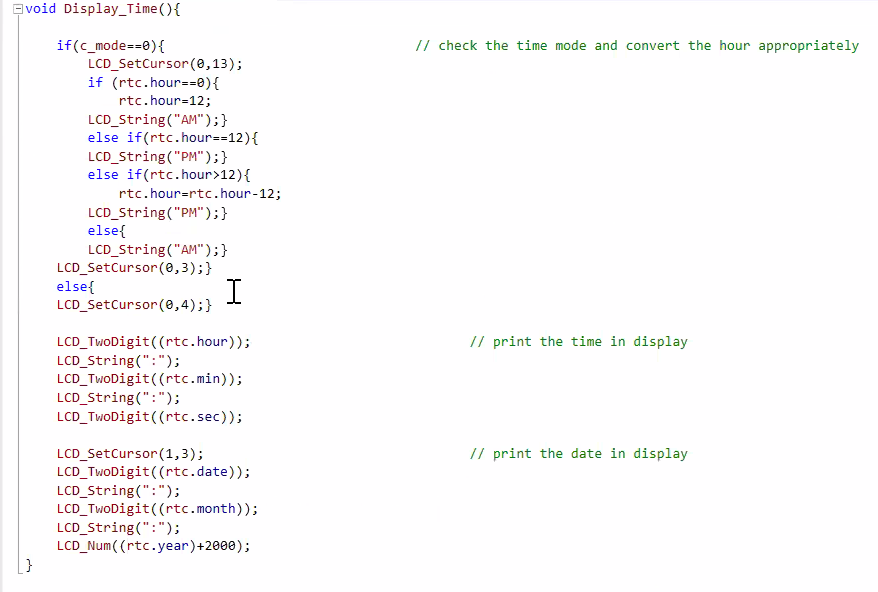 void Display_Time(){
if(c_mode==0){ // check the time mode and convert the hour appropriately
LCD_SetCursor(0,13);
if (rtc.hour==0){
rtc.hour=12;
LCD_String("AM");}
else if(rtc.hour==12){
LCD_String("PM");}
else if(rtc.hour>12){
rtc.hour=rtc.hour-12;
LCD_String("PM");}
else{
LCD_String("AM");}
LCD_SetCursor(0,3);}
else{
LCD_SetCursor(0,4);}
LCD_TwoDigit((rtc.hour)); // print the time in display
LCD_String(":");
LCD_TwoDigit((rtc.min));
LCD_String(":");
LCD_TwoDigit((rtc.sec));
LCD_SetCursor(1,3); // print the date in display
LCD_TwoDigit((rtc.date));
LCD_String(":");
LCD_TwoDigit((rtc.month));
LCD_String(":");
LCD_Num((rtc.year)+2000);
}